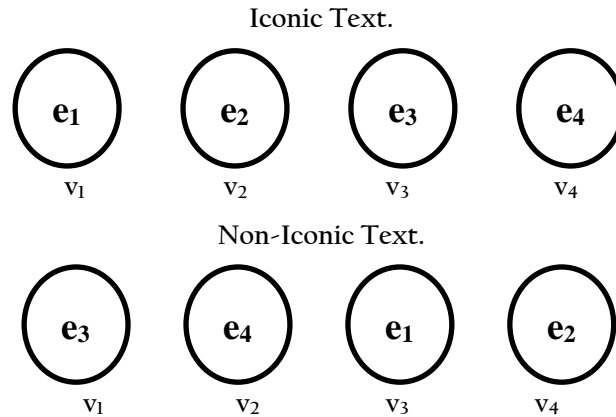 Iconic Text.
e₁ e₂ e₃ e₄
v₁ v₂ v₃ v₄
Non-Iconic Text.
e₃ e₄ e₁ e₂
v₁ v₂ v₃ v₄